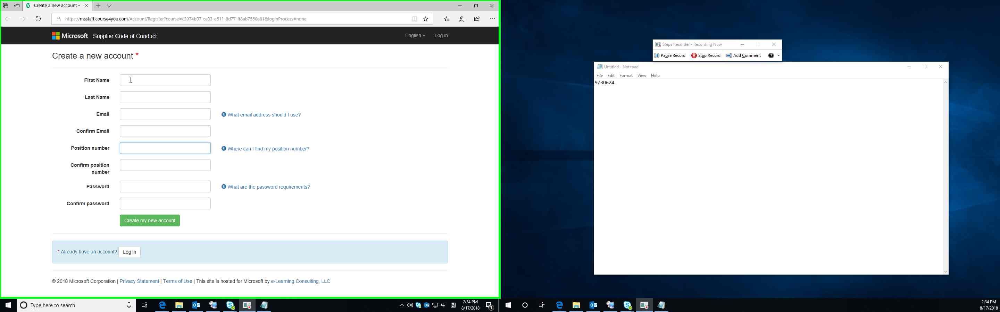 Create a new account -
https://msstaff.course4you.com/Account/Register?course=c3974b07-ca83-e511-8d77-ff8ab7550a81&loginProcess=none
Microsoft Supplier Code of Conduct
English Log in
Create a new account *
First Name
Last Name
Email
What email address should I use?
Confirm Email
Position number
Where can I find my position number?
Confirm position
number
Password
What are the password requirements?
Confirm password
Create my new account
* Already have an account? Log in
© 2018 Microsoft Corporation | Privacy Statement | Terms of Use | This site is hosted for Microsoft by e-Learning Consulting, LLC
Type here to search
中 M
2:34 PM
8/17/2018
1
Steps Recorder - Recording Now
Pause Record Stop Record Add Comment
Untitled - Notepad
File Edit Format View Help
9730624
2:34 PM
8/17/2018